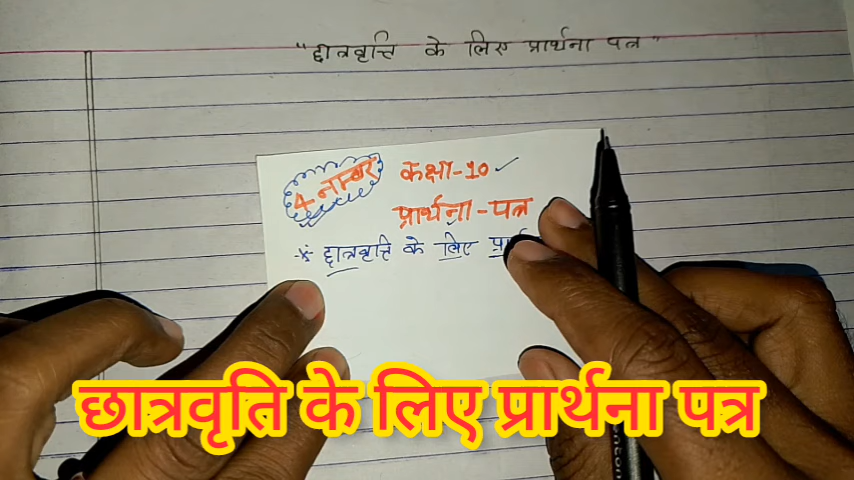 "छात्रवृत्ति के लिए प्रार्थना पत्र"
4 नम्बर
कक्षा-10 ✓
प्रार्थना-पत्र
* छात्रवृत्ति के लिए
छात्रवृति के लिए प्रार्थना पत्र